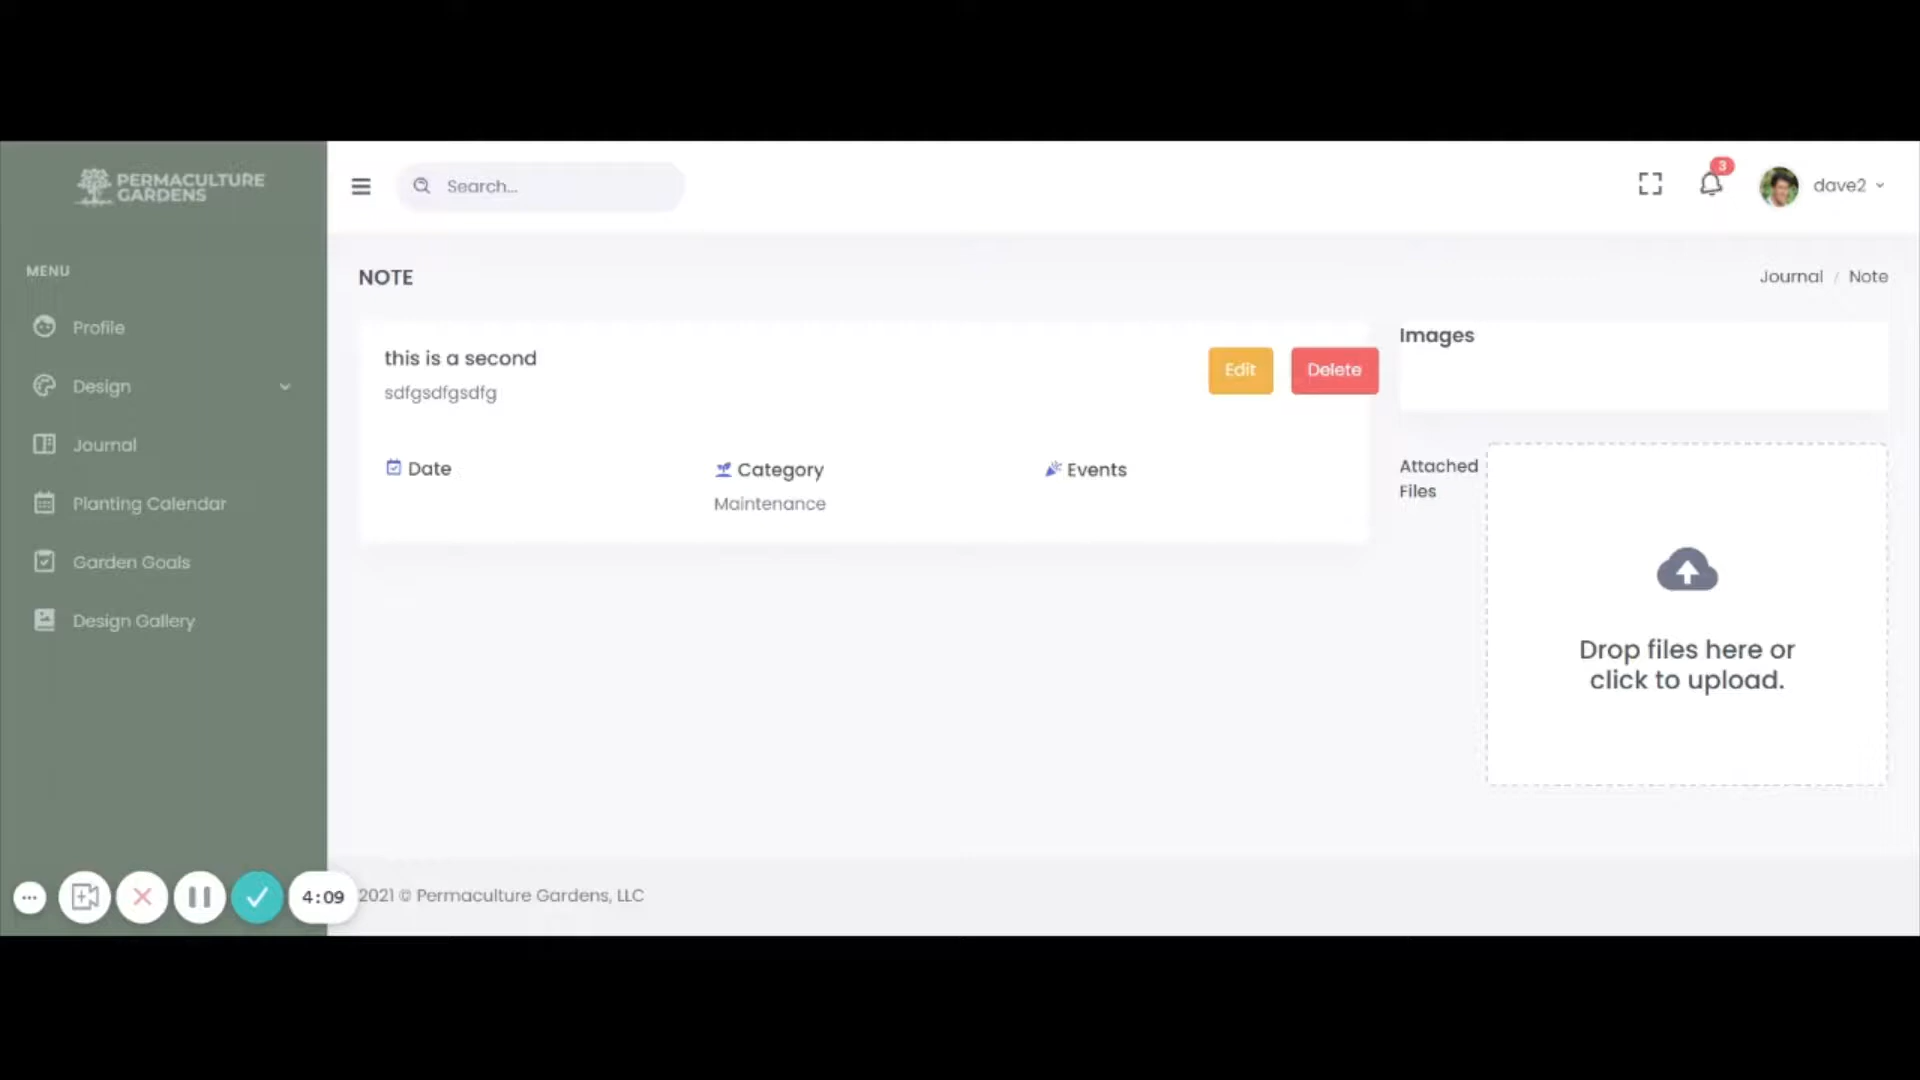 PERMACULTURE
GARDENS
MENU
Profile
Design
Journal
Planting Calendar
Garden Goals
Design Gallery
4:09
Search...
3
dave2
NOTE
Journal / Note
this is a second
sdfgsdfgsdfg
Edit
Delete
Date
Category
Maintenance
Events
Images
Attached
Files
Drop files here or
click to upload.
2021 © Permaculture Gardens, LLC